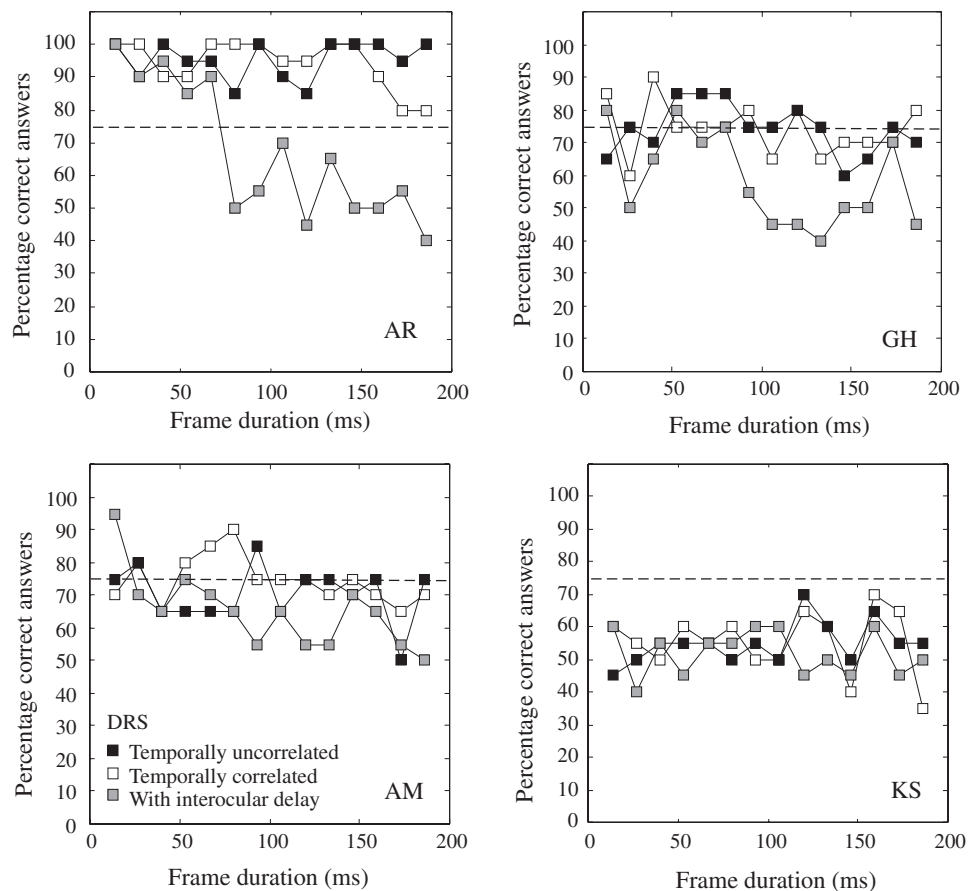 Percentage correct answers
100
90
80
70
60
50
40
30
20
10
0
AR
0 50 100 150 200
Frame duration (ms)
Percentage correct answers
100
90
80
70
60
50
40
30
20
10
0
GH
0 50 100 150 200
Frame duration (ms)
Percentage correct answers
100
90
80
70
60
50
40
30
20
10
0
DRS
Temporally uncorrelated
Temporally correlated
With interocular delay
AM
0 50 100 150 200
Frame duration (ms)
Percentage correct answers
100
90
80
70
60
50
40
30
20
10
0
KS
0 50 100 150 200
Frame duration (ms)